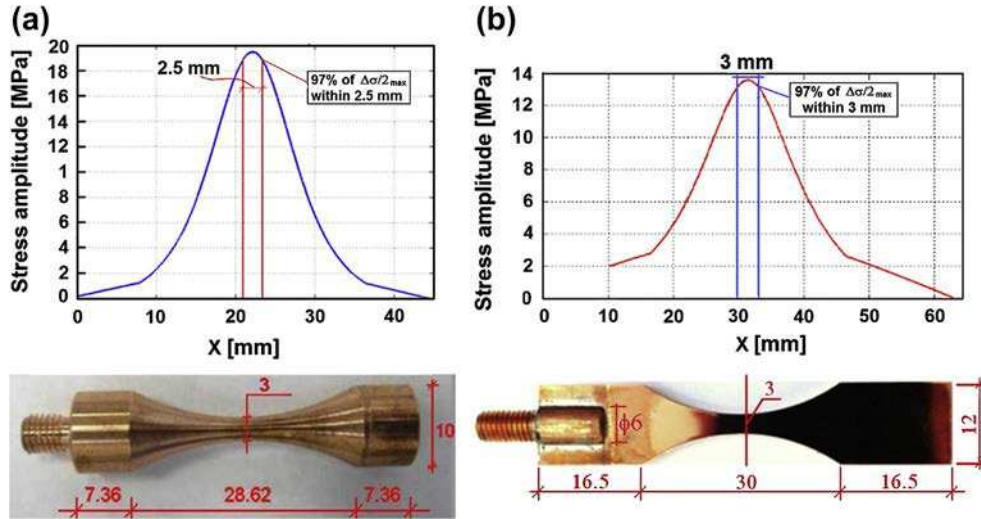 (a)
Stress amplitude [MPa]
20
18
16
14
12
10
8
6
4
2
0
2.5 mm
97% of Δσ/2max
within 2.5 mm
0 10 20 30 40
X [mm]
3
10
7.36 28.62 7.36
(b)
3 mm
Stress amplitude [MPa]
14
12
10
8
6
4
2
0
97% of Δσ/2max
within 3 mm
0 10 20 30 40 50 60
X [mm]
3
ϕ6
12
16.5 30 16.5